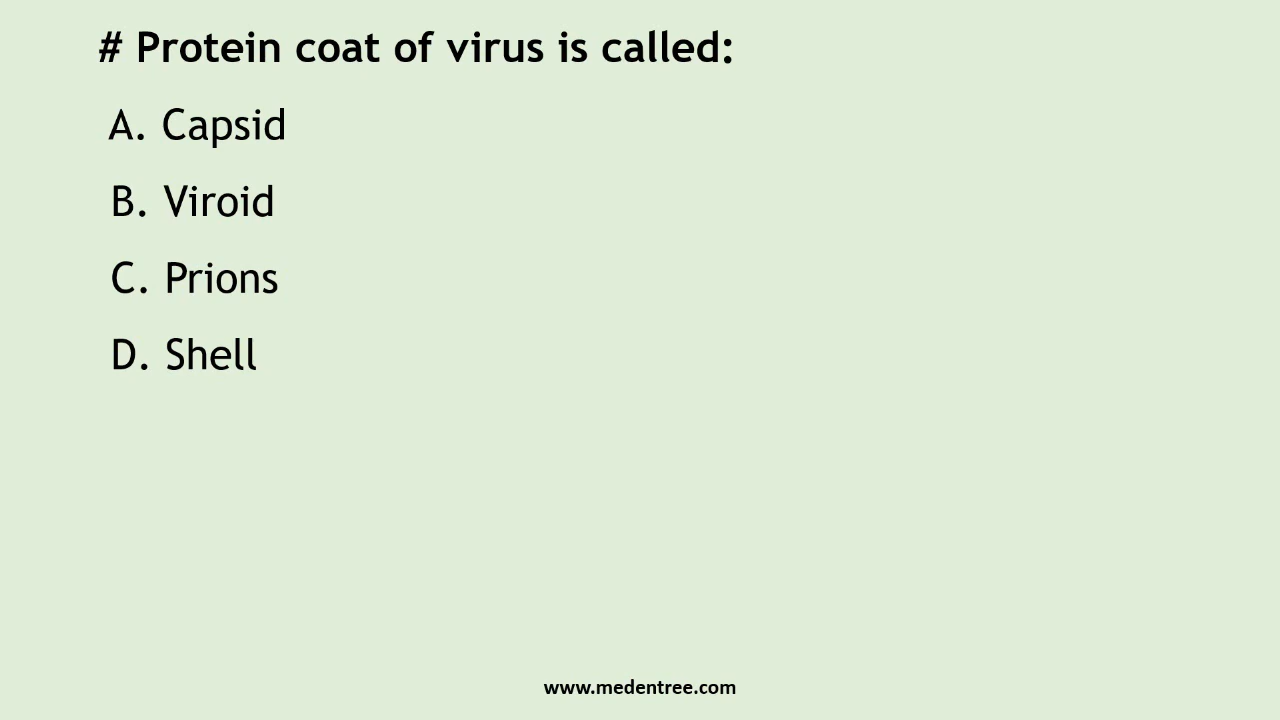 # Protein coat of virus is called:
A. Capsid
B. Viroid
C. Prions
D. Shell
www.medentree.com